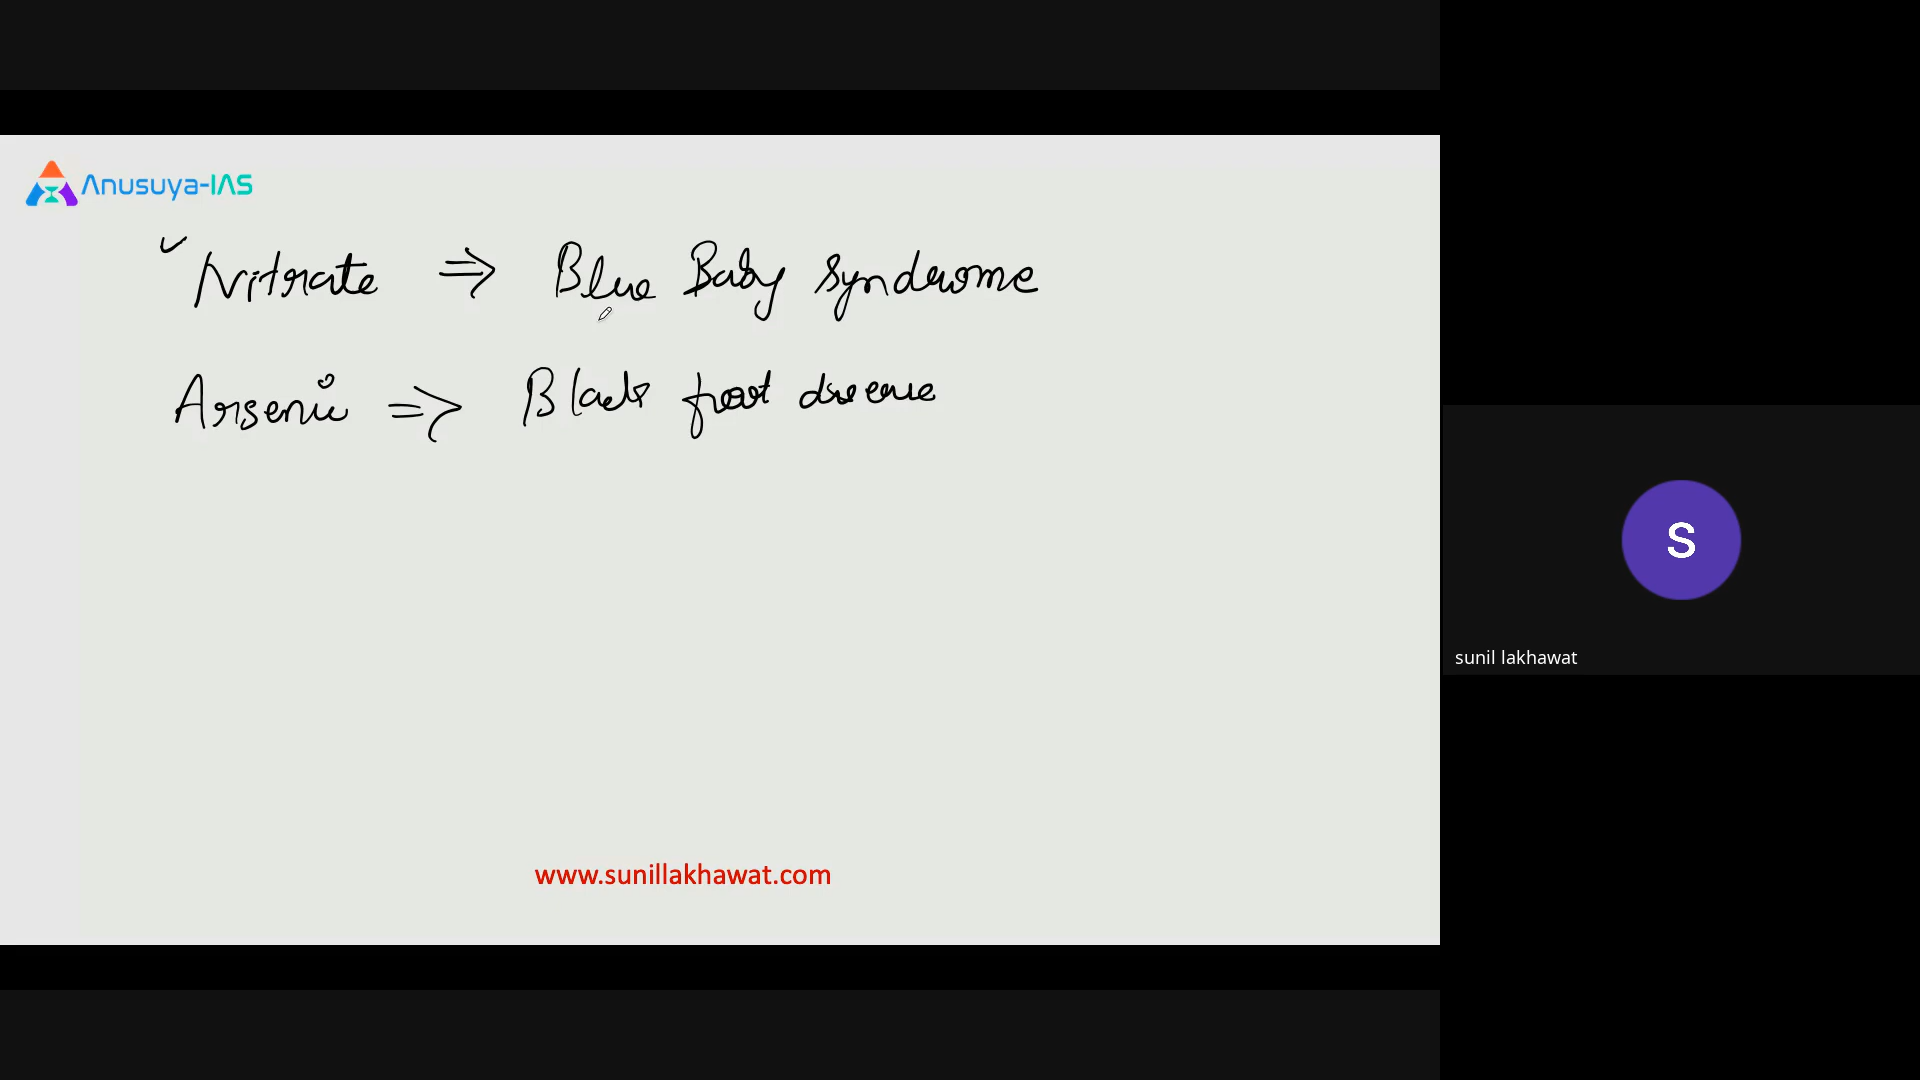 Anusuya-IAS
Nitrate ⇒ Blue Baby syndrome
Arsenic ⇒ Black foot disease
www.sunillakhawat.com
S
sunil lakhawat